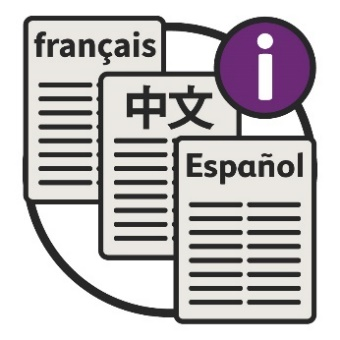 français
中文
Español
i